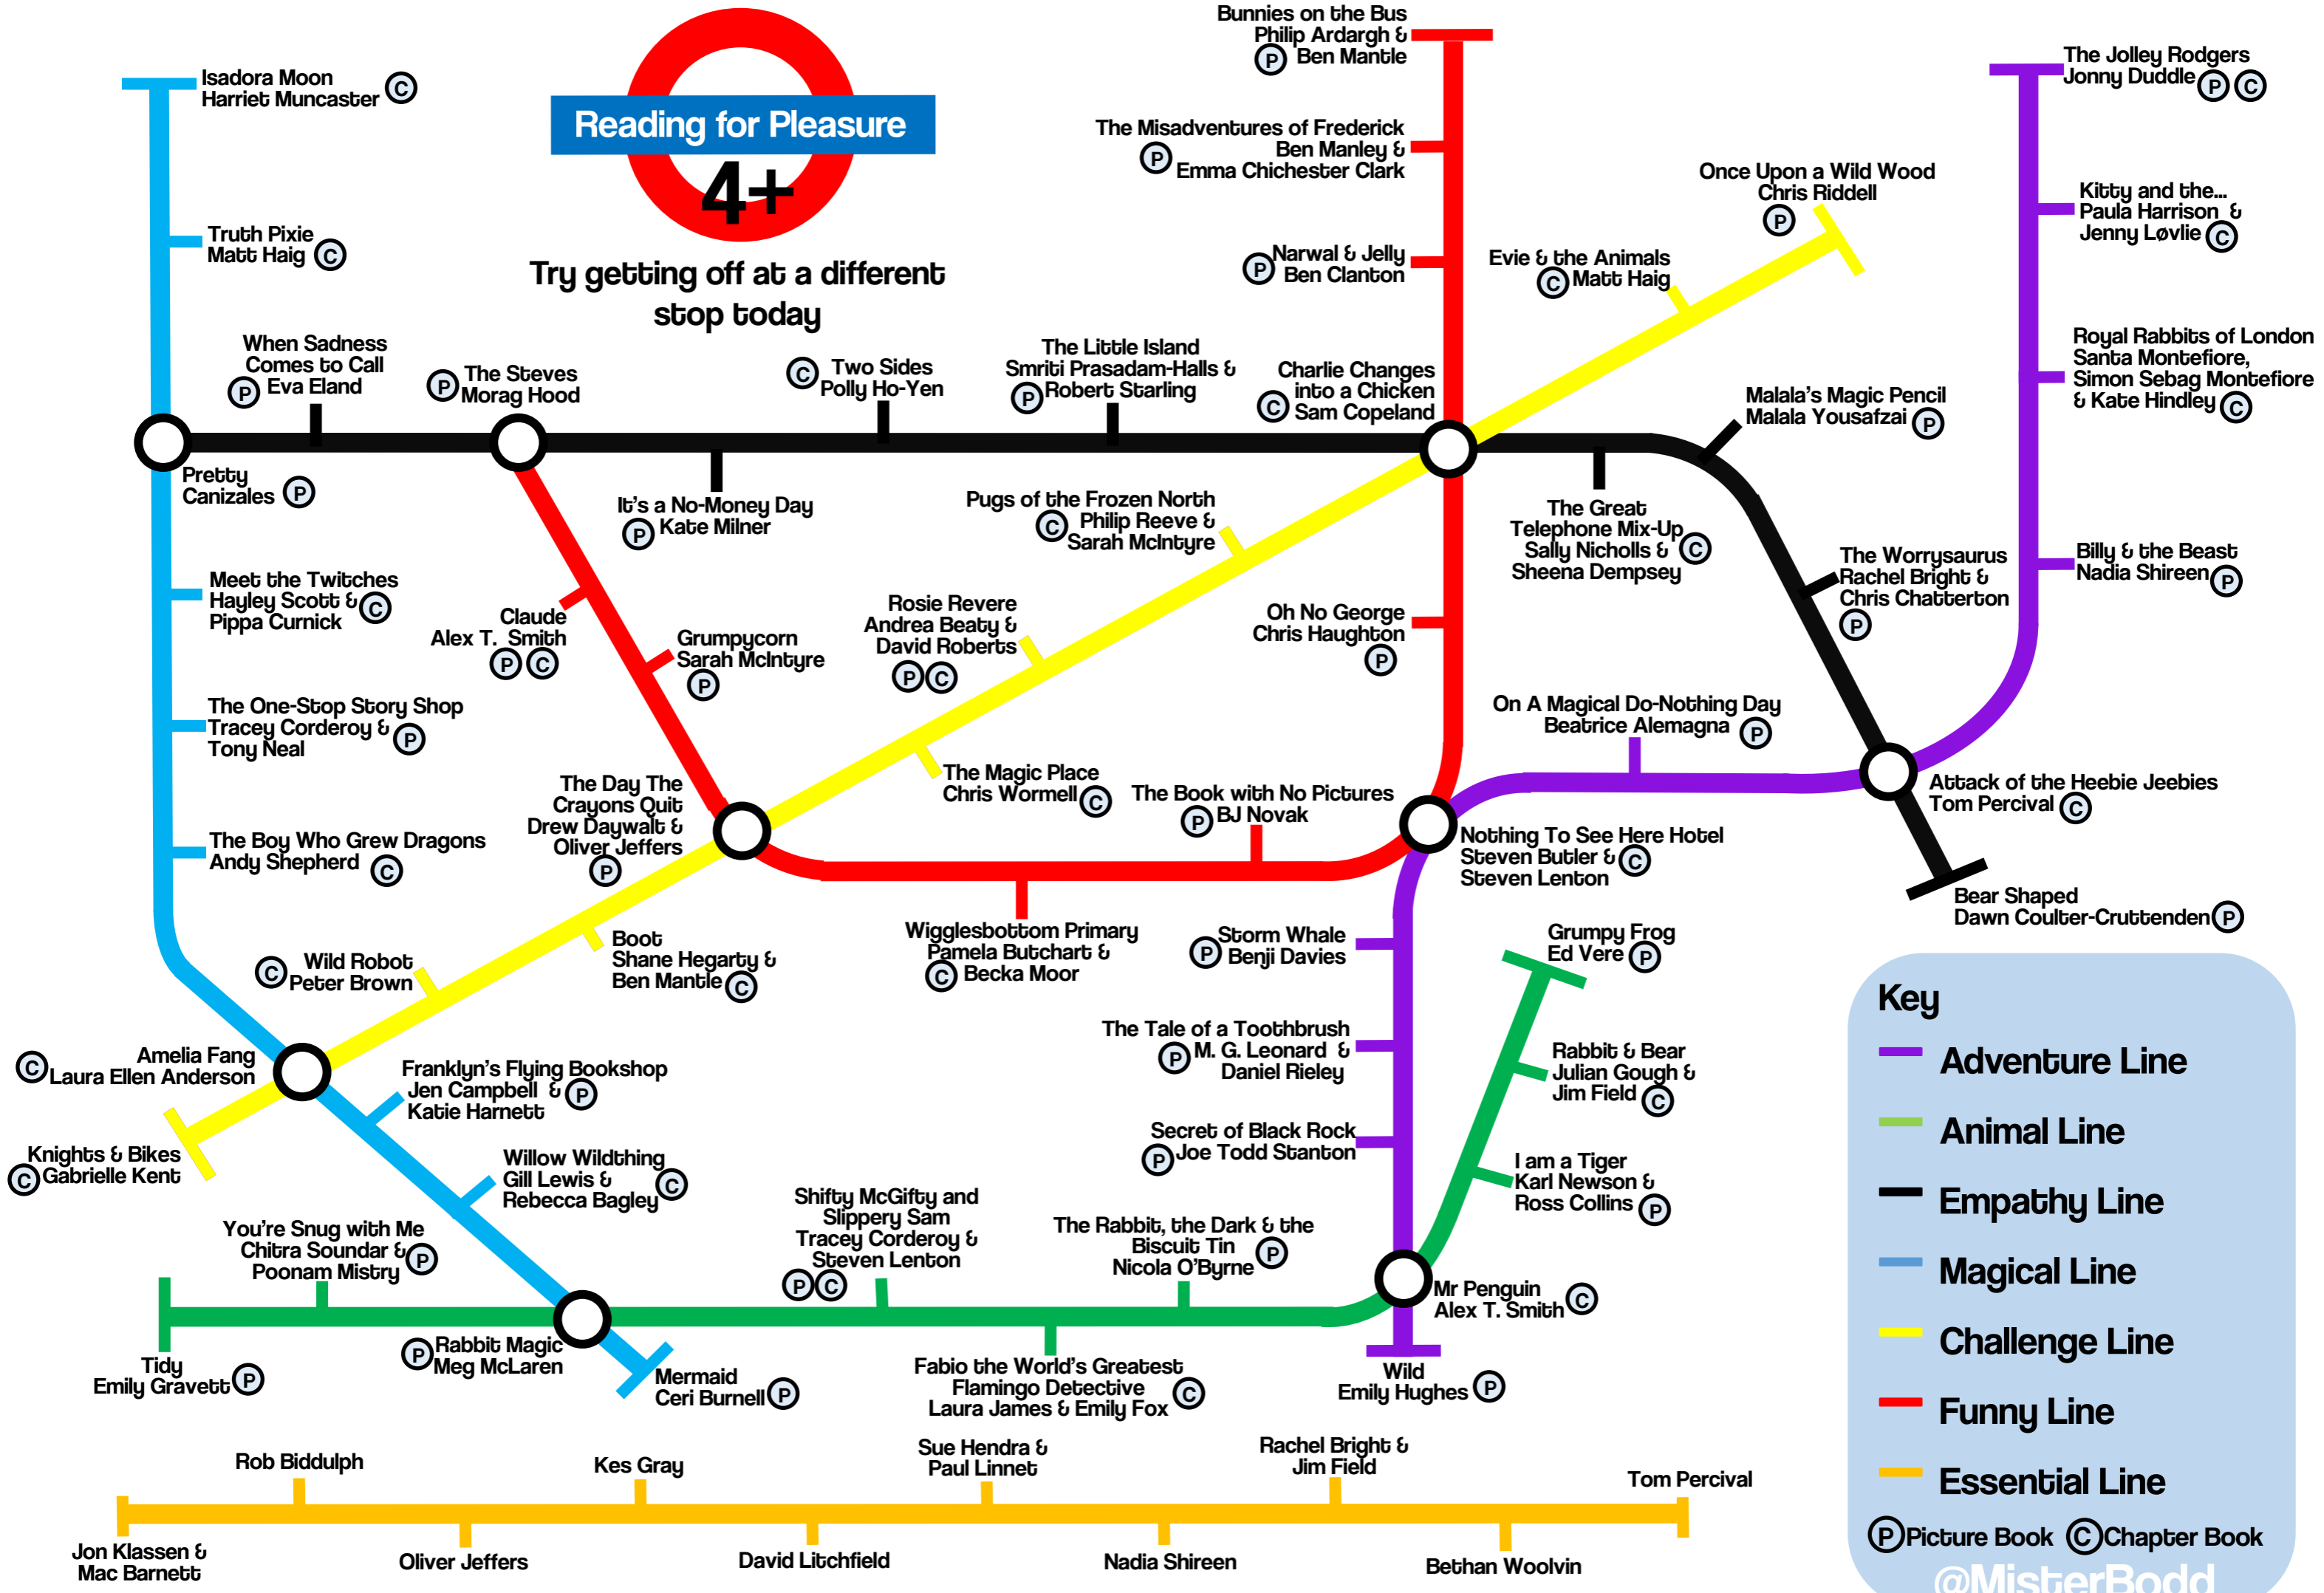 Reading for Pleasure
4+
Try getting off at a different
stop today
Isadora Moon
Harriet Muncaster C
Truth Pixie
Matt Haig C
Pretty
Canizales P
Meet the Twitches
Hayley Scott & C
Pippa Curnick
The One-Stop Story Shop
Tracey Corderoy & P
Tony Neal
The Boy Who Grew Dragons
Andy Shepherd C
C Amelia Fang
Laura Ellen Anderson
Franklyn's Flying Bookshop
Jen Campbell & P
Katie Harnett
Willow Wildthing
Gill Lewis & C
Rebecca Bagley
P Rabbit Magic
Meg McLaren
Mermaid
Ceri Burnell P
When Sadness
Comes to Call
P Eva Eland
P The Steves
Morag Hood
It's a No-Money Day
P Kate Milner
C Two Sides
Polly Ho-Yen
The Little Island
Smriti Prasadam-Halls &
P Robert Starling
Charlie Changes
into a Chicken
C Sam Copeland
The Great
Telephone Mix-Up
Sally Nicholls & C
Sheena Dempsey
Malala's Magic Pencil
Malala Yousafzai P
The Worrysaurus
Rachel Bright &
Chris Chatterton
P
Attack of the Heebie Jeebies
Tom Percival C
Bear Shaped
Dawn Coulter-Cruttenden P
Bunnies on the Bus
Philip Ardargh &
P Ben Mantle
The Misadventures of Frederick
P Ben Manley &
Emma Chichester Clark
P Narwal & Jelly
Ben Clanton
Oh No George
Chris Haughton
P
Claude
Alex T. Smith
P C
Grumpycorn
Sarah McIntyre
P
The Day The
Crayons Quit
Drew Daywalt &
Oliver Jeffers
P
Wigglesbottom Primary
Pamela Butchart &
C Becka Moor
The Book with No Pictures
P BJ Novak
Nothing To See Here Hotel
Steven Butler & C
Steven Lenton
Once Upon a Wild Wood
Chris Riddell
P
Evie & the Animals
C Matt Haig
Pugs of the Frozen North
C Philip Reeve &
Sarah McIntyre
Rosie Revere
Andrea Beaty &
David Roberts
P C
The Magic Place
Chris Wormell C
Boot
Shane Hegarty &
Ben Mantle C
C Wild Robot
Peter Brown
Knights & Bikes
C Gabrielle Kent
The Jolley Rodgers
Jonny Duddle P C
Kitty and the...
Paula Harrison &
Jenny Løvlie C
Royal Rabbits of London
Santa Montefiore,
Simon Sebag Montefiore
& Kate Hindley C
Billy & the Beast
Nadia Shireen P
On A Magical Do-Nothing Day
Beatrice Alemagna P
P Storm Whale
Benji Davies
The Tale of a Toothbrush
P M. G. Leonard &
Daniel Rieley
Secret of Black Rock
P Joe Todd Stanton
Mr Penguin
Alex T. Smith C
Wild
Emily Hughes P
Grumpy Frog
Ed Vere P
Rabbit & Bear
Julian Gough &
Jim Field C
I am a Tiger
Karl Newson &
Ross Collins P
You're Snug with Me
Chitra Soundar & P
Poonam Mistry
Tidy
Emily Gravett P
Shifty McGifty and
Slippery Sam
Tracey Corderoy &
Steven Lenton
P C
The Rabbit, the Dark & the
Biscuit Tin P
Nicola O'Byrne
Fabio the World's Greatest
Flamingo Detective C
Laura James & Emily Fox
Jon Klassen &
Mac Barnett
Rob Biddulph
Oliver Jeffers
Kes Gray
David Litchfield
Sue Hendra &
Paul Linnet
Nadia Shireen
Rachel Bright &
Jim Field
Bethan Woolvin
Tom Percival
Key
Adventure Line
Animal Line
Empathy Line
Magical Line
Challenge Line
Funny Line
Essential Line
P Picture Book C Chapter Book
@MisterBodd